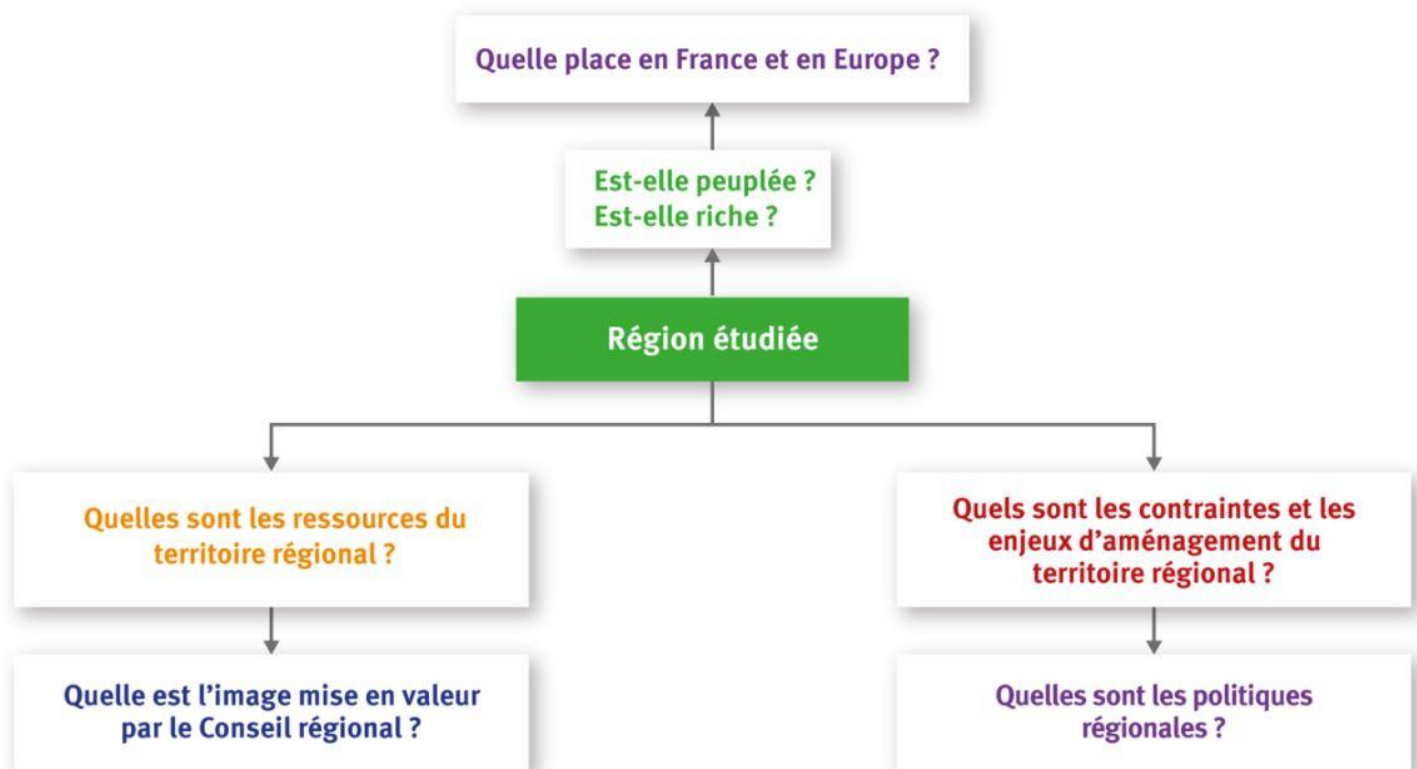 Quelle place en France et en Europe ?
Est-elle peuplée ?
Est-elle riche ?
Région étudiée
Quelles sont les ressources du
territoire régional ?
Quels sont les contraintes et les
enjeux d’aménagement du
territoire régional ?
Quelle est l’image mise en valeur
par le Conseil régional ?
Quelles sont les politiques
régionales ?